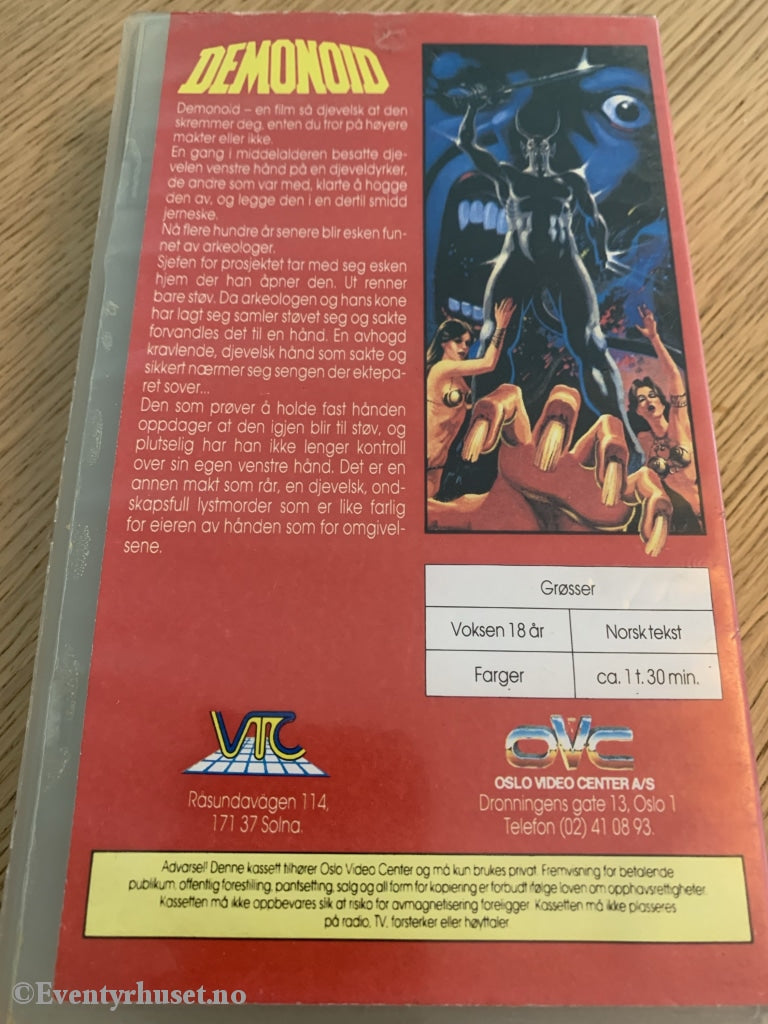 DEMONOID
Demonoid – en film så djevelsk at den
skremmer deg, enten du tror på høyere
makter eller ikke.
En gang i middelalderen besatte dje-
velen venstre hånd på en djeveldyrker,
de andre som var med, klarte å hogge
den av, og legge den i en dertil smidd
jerneske.
Nå flere hundre år senere blir esken fun-
net av arkeologer.
Sjefen for prosjektet tar med seg esken
hjem der han åpner den. Ut renner
bare støv. Da arkeologen og hans kone
har lagt seg samler støvet seg og sakte
forvandles det til en hånd. En avhogd
kravlende, djevelsk hånd som sakte og
sikkert nærmer seg sengen der ektepa-
ret sover...
Den som prøver å holde fast hånden
oppdager at den igjen blir til støv, og
plutselig har han ikke lenger kontroll
over sin egen venstre hånd. Det er en
annen makt som rår, en djevelsk, ond-
skapsfull lystmorder som er like farlig
for eieren av hånden som for omgivel-
sene.
Grøsser
Voksen 18 år
Norsk tekst
Farger
ca. 1 t. 30 min.
VTC
Råsundavägen 114,
171 37 Solna.
OVC
OSLO VIDEO CENTER A/S
Dronningens gate 13, Oslo 1
Telefon (02) 41 08 93.
Advarsel! Denne kassett tilhører Oslo Video Center og må kun brukes privat. Fremvisning for betalende
publikum, offentlig forestilling, pantsetting, salg og all form for kopiering er forbudt ifølge loven om opphavsrettigheter.
Kassetten må ikke oppbevares slik at risiko for avmagnetisering foreligger. Kassetten må ikke plasseres
på radio, TV, forsterker eller høyttaler.
©Eventyrhuset.no